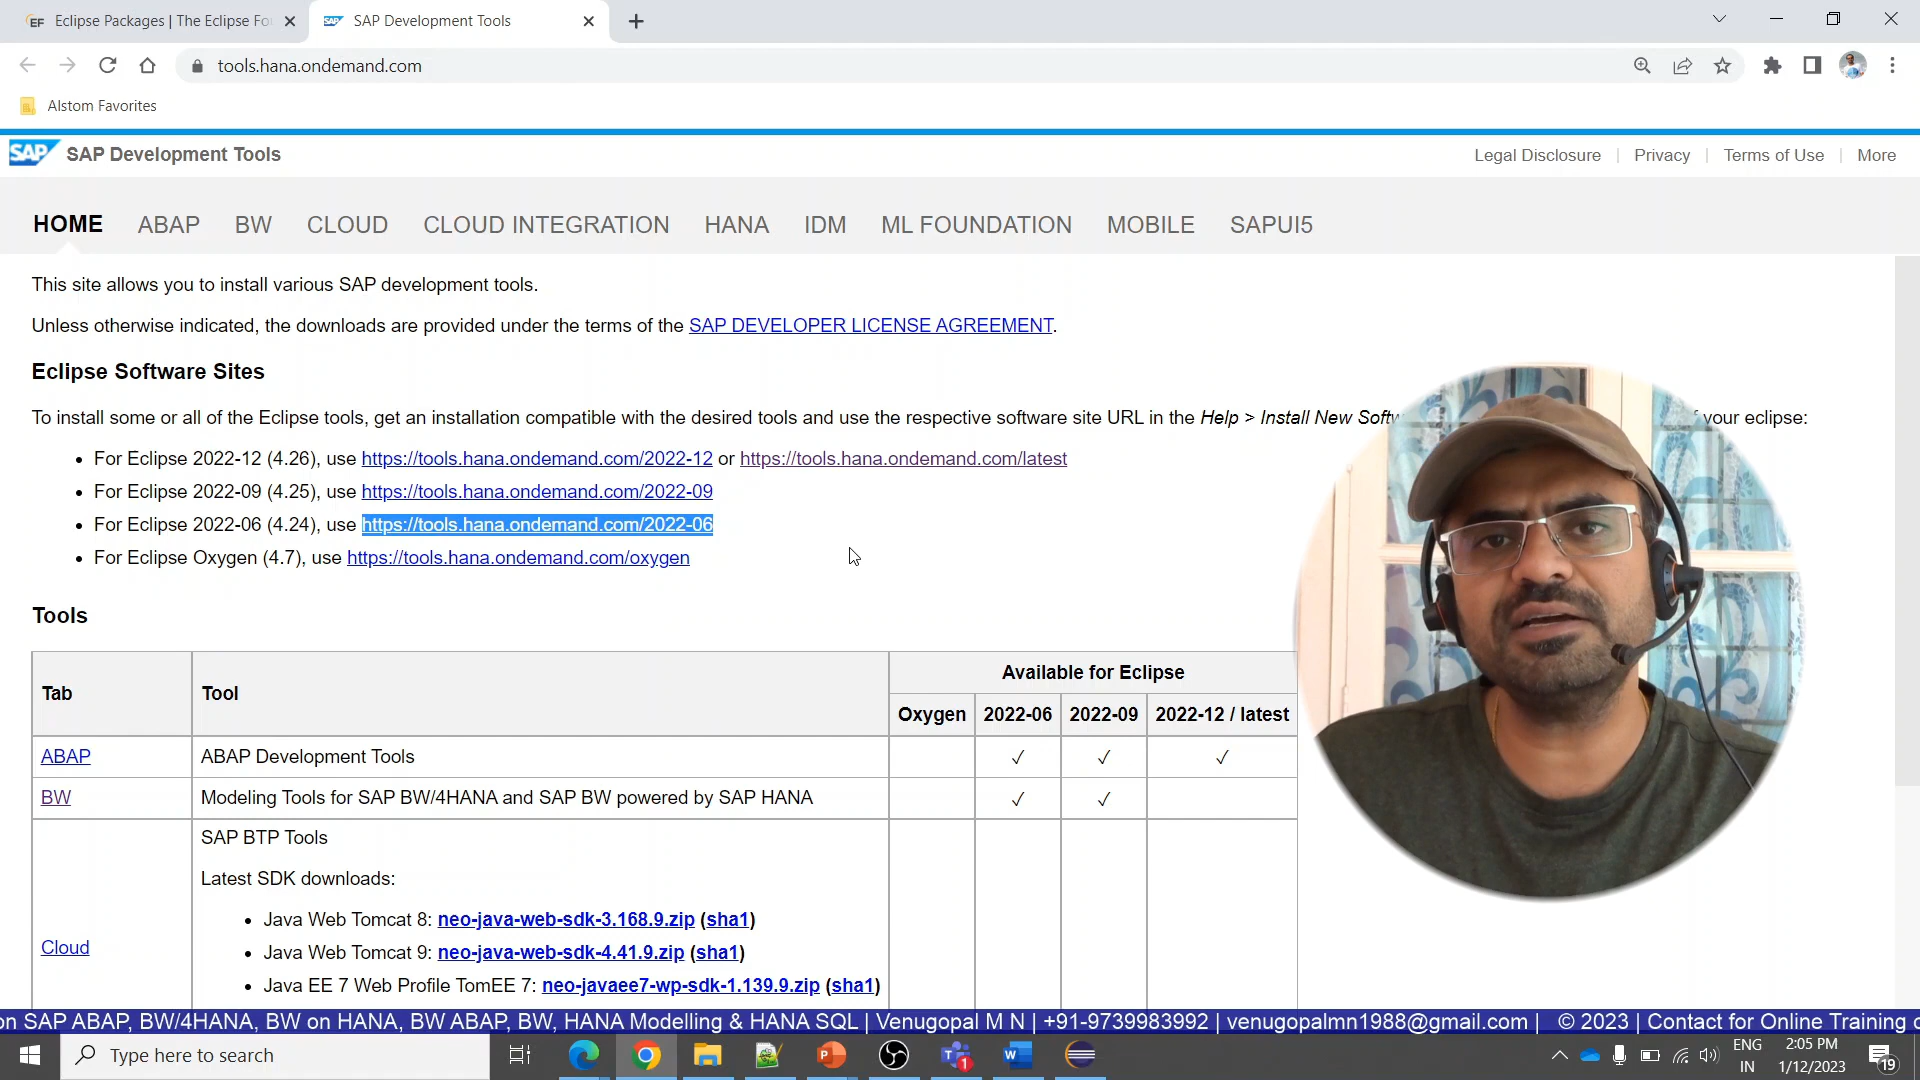 EF Eclipse Packages | The Eclipse Fo
SAP SAP Development Tools
tools.hana.ondemand.com
Alstom Favorites
SAP SAP Development Tools
Legal Disclosure | Privacy | Terms of Use | More
HOME ABAP BW CLOUD CLOUD INTEGRATION HANA IDM ML FOUNDATION MOBILE SAPUI5
This site allows you to install various SAP development tools.
Unless otherwise indicated, the downloads are provided under the terms of the SAP DEVELOPER LICENSE AGREEMENT.
Eclipse Software Sites
To install some or all of the Eclipse tools, get an installation compatible with the desired tools and use the respective software site URL in the Help > Install New Softw your eclipse:
• For Eclipse 2022-12 (4.26), use https://tools.hana.ondemand.com/2022-12 or https://tools.hana.ondemand.com/latest
• For Eclipse 2022-09 (4.25), use https://tools.hana.ondemand.com/2022-09
• For Eclipse 2022-06 (4.24), use https://tools.hana.ondemand.com/2022-06
• For Eclipse Oxygen (4.7), use https://tools.hana.ondemand.com/oxygen
Tools
Tab Tool Available for Eclipse
Oxygen 2022-06 2022-09 2022-12 / latest
ABAP ABAP Development Tools ✓ ✓ ✓
BW Modeling Tools for SAP BW/4HANA and SAP BW powered by SAP HANA ✓ ✓
SAP BTP Tools
Latest SDK downloads:
• Java Web Tomcat 8: neo-java-web-sdk-3.168.9.zip (sha1)
Cloud
• Java Web Tomcat 9: neo-java-web-sdk-4.41.9.zip (sha1)
• Java EE 7 Web Profile TomEE 7: neo-javaee7-wp-sdk-1.139.9.zip (sha1)
on SAP ABAP, BW/4HANA, BW on HANA, BW ABAP, BW, HANA Modelling & HANA SQL | Venugopal M N | +91-9739983992 | venugopalmn1988@gmail.com | © 2023 | Contact for Online Training
Type here to search
ENG
IN
2:05 PM
1/12/2023
19